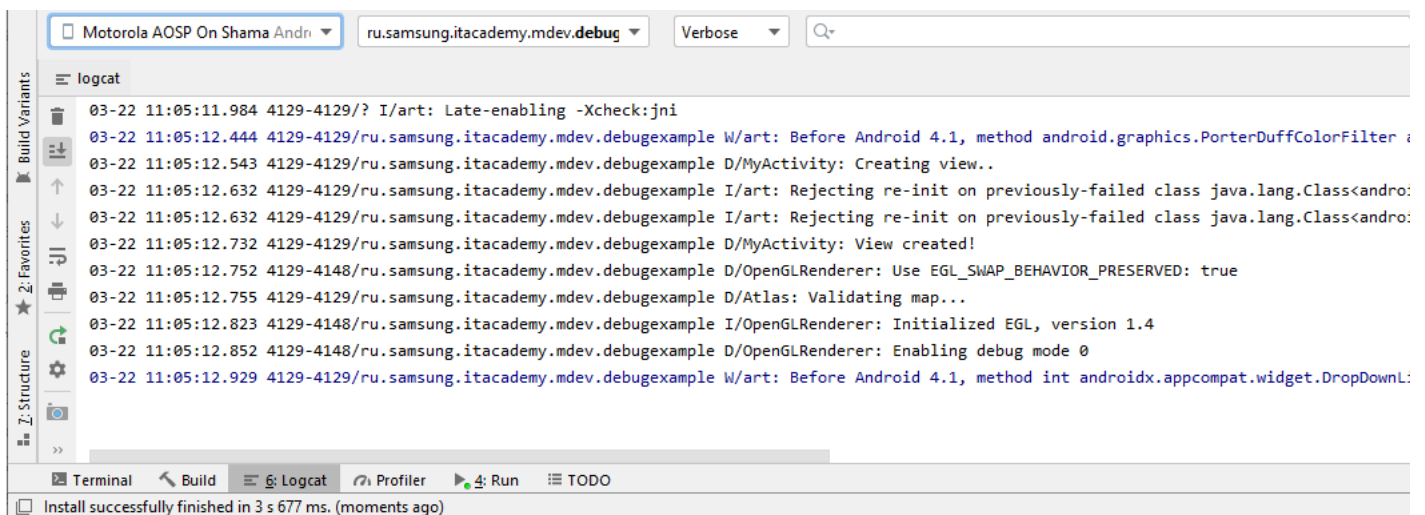 Motorola AOSP On Shama Andr
ru.samsung.itacademy.mdev.debug
Verbose
logcat
03-22 11:05:11.984 4129-4129/? I/art: Late-enabling -Xcheck:jni
03-22 11:05:12.444 4129-4129/ru.samsung.itacademy.mdev.debugexample W/art: Before Android 4.1, method android.graphics.PorterDuffColorFilter a
03-22 11:05:12.543 4129-4129/ru.samsung.itacademy.mdev.debugexample D/MyActivity: Creating view..
03-22 11:05:12.632 4129-4129/ru.samsung.itacademy.mdev.debugexample I/art: Rejecting re-init on previously-failed class java.lang.Class<androi
03-22 11:05:12.632 4129-4129/ru.samsung.itacademy.mdev.debugexample I/art: Rejecting re-init on previously-failed class java.lang.Class<androi
03-22 11:05:12.732 4129-4129/ru.samsung.itacademy.mdev.debugexample D/MyActivity: View created!
03-22 11:05:12.752 4129-4148/ru.samsung.itacademy.mdev.debugexample D/OpenGLRenderer: Use EGL_SWAP_BEHAVIOR_PRESERVED: true
03-22 11:05:12.755 4129-4129/ru.samsung.itacademy.mdev.debugexample D/Atlas: Validating map...
03-22 11:05:12.823 4129-4148/ru.samsung.itacademy.mdev.debugexample I/OpenGLRenderer: Initialized EGL, version 1.4
03-22 11:05:12.852 4129-4148/ru.samsung.itacademy.mdev.debugexample D/OpenGLRenderer: Enabling debug mode 0
03-22 11:05:12.929 4129-4129/ru.samsung.itacademy.mdev.debugexample W/art: Before Android 4.1, method int androidx.appcompat.widget.DropDownLi
Build Variants
2: Favorites
7: Structure
Terminal
Build
6: Logcat
Profiler
4: Run
TODO
Install successfully finished in 3 s 677 ms. (moments ago)